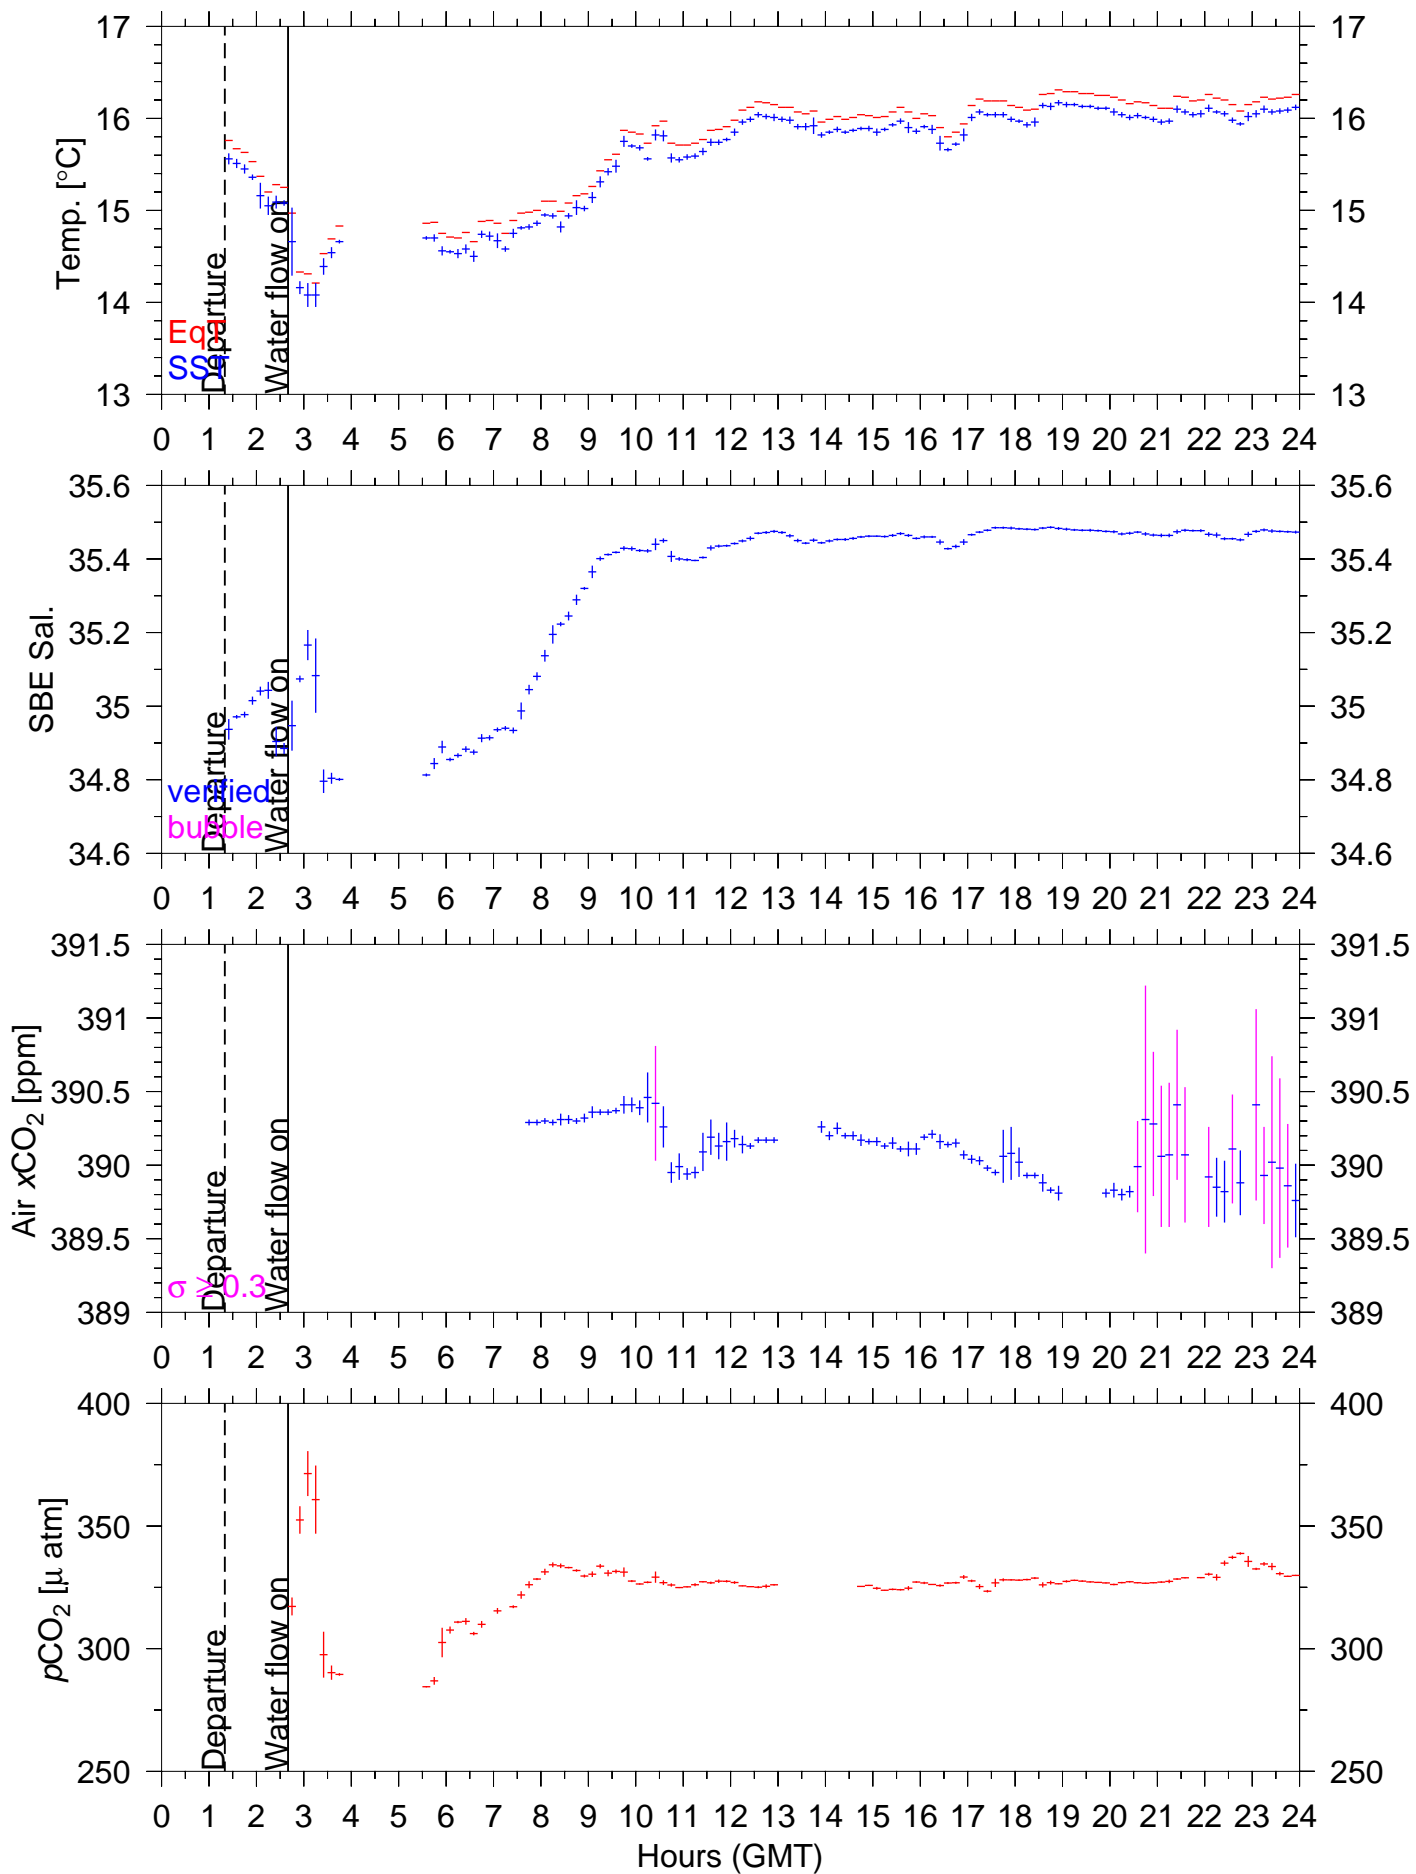 17 17
16 16
15 15
14 14
13 13
Temp. [°C]
EqT
SST
Departure
Water flow on
0 1 2 3 4 5 6 7 8 9 10 11 12 13 14 15 16 17 18 19 20 21 22 23 24
35.6 35.6
35.4 35.4
35.2 35.2
35 35
34.8 34.8
34.6 34.6
SBE Sal.
verified
bubble
Departure
Water flow on
0 1 2 3 4 5 6 7 8 9 10 11 12 13 14 15 16 17 18 19 20 21 22 23 24
391.5 391.5
391 391
390.5 390.5
390 390
389.5 389.5
389 389
Air xCO₂ [ppm]
σ ≥ 0.3
Departure
Water flow on
0 1 2 3 4 5 6 7 8 9 10 11 12 13 14 15 16 17 18 19 20 21 22 23 24
400 400
350 350
300 300
250 250
pCO₂ [μ atm]
Departure
Water flow on
0 1 2 3 4 5 6 7 8 9 10 11 12 13 14 15 16 17 18 19 20 21 22 23 24
Hours (GMT)